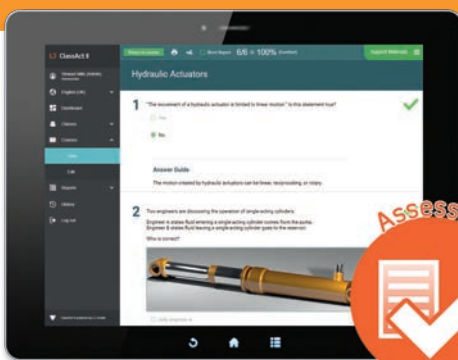 ClassAct
6/6 = 100%
Support Materials
English (UK)
Dashboard
Classes
Courses
Edit
Reports
History
Log out
Hydraulic Actuators
1 "The movement of a hydraulic actuator is limited to linear motion." Is this statement true?
Yes
No
Answer Guide
The motion created by hydraulic actuators can be linear, reciprocating, or rotary.
2 Two engineers are discussing the operation of single-acting cylinders.
Engineer A states fluid entering a single-acting cylinder comes from the pump.
Engineer B states fluid leaving a single-acting cylinder goes to the reservoir.
Who is correct?
Assess